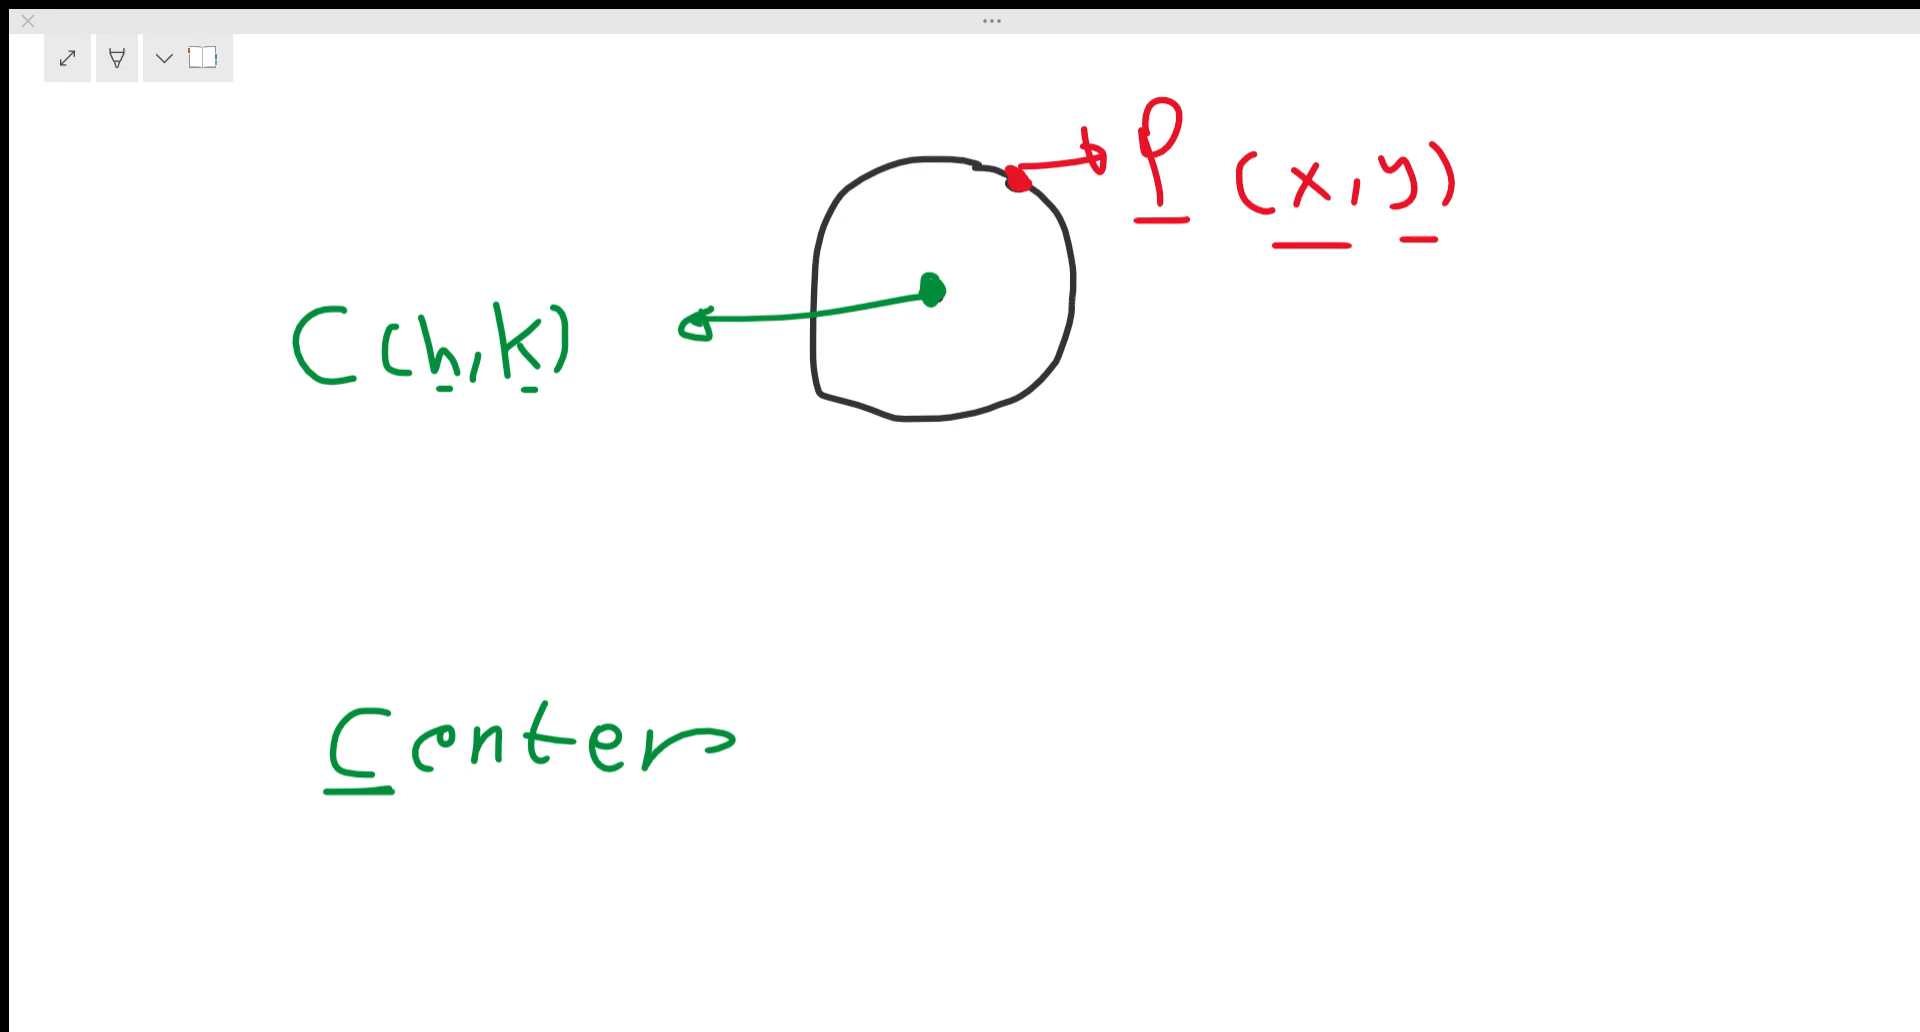 P (x, y)
C(h, k)
Center